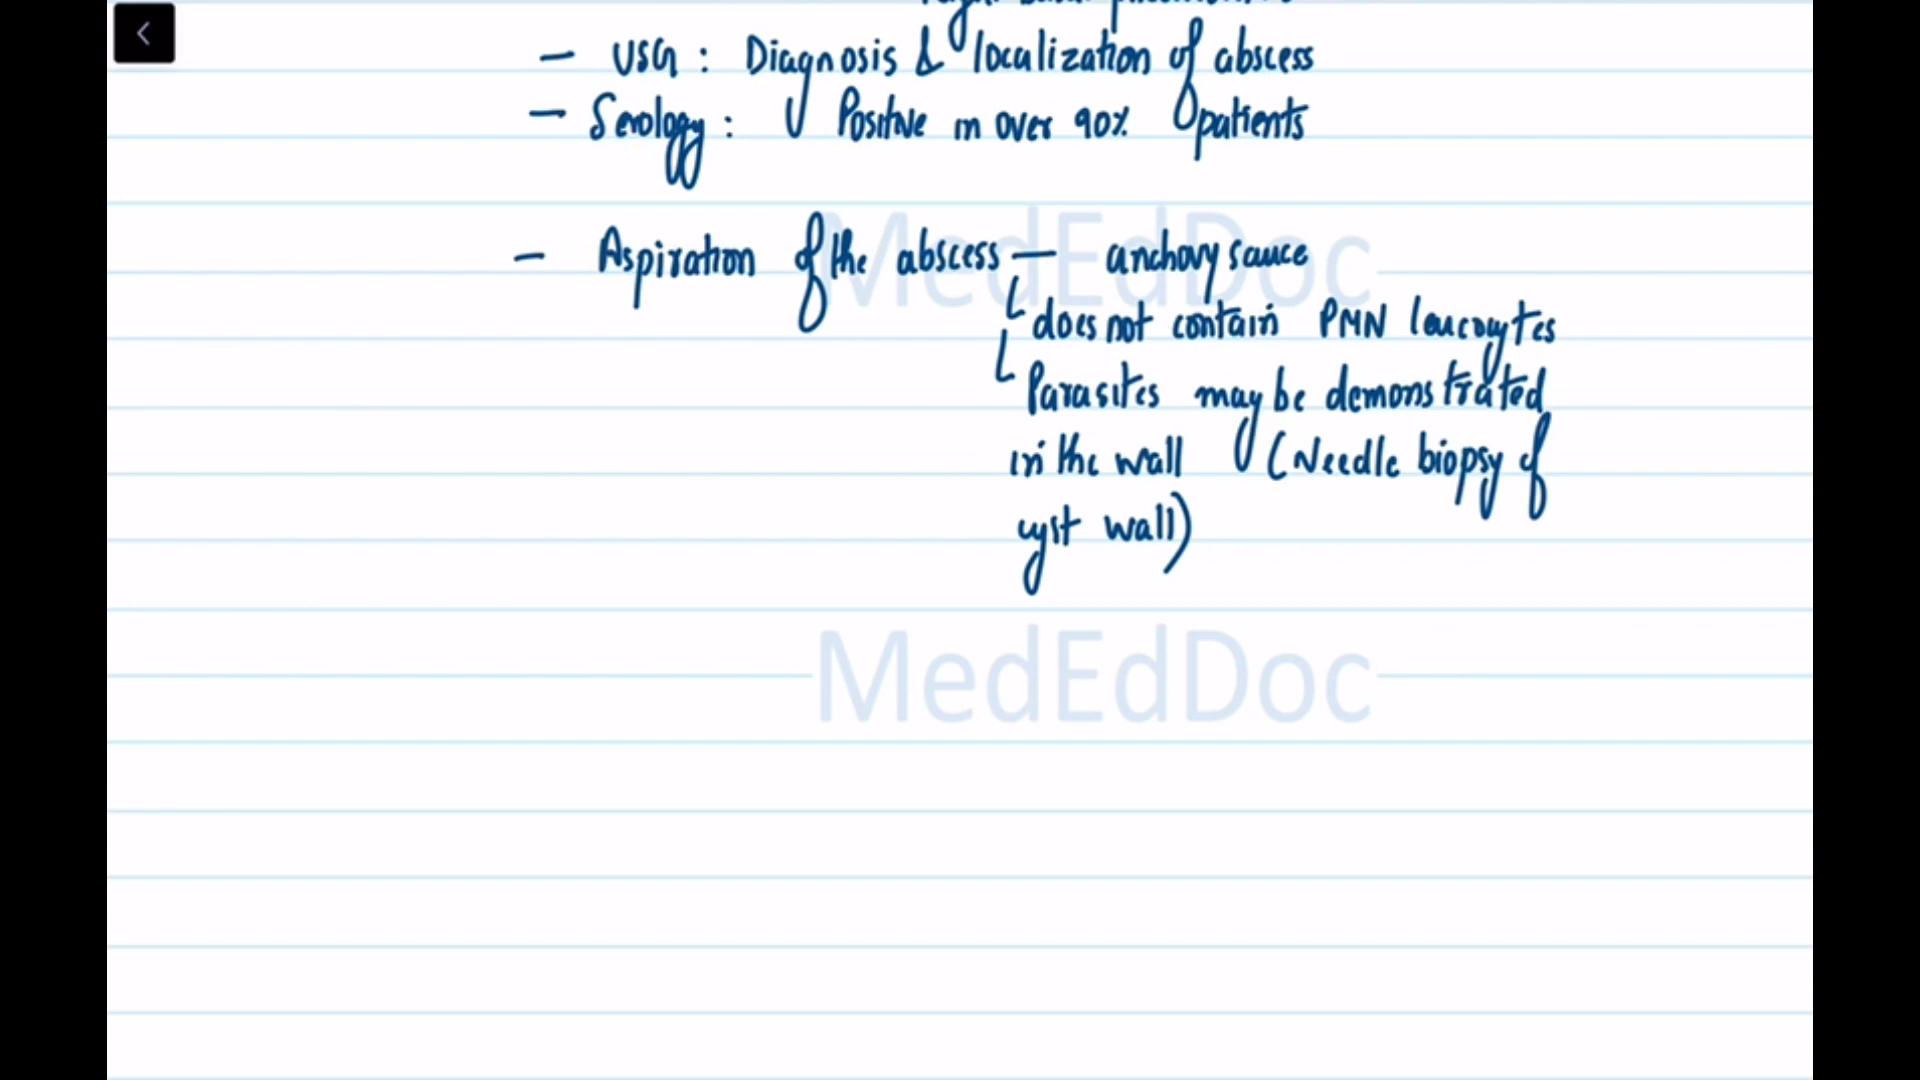 - USG : Diagnosis & localization of abscess
- Serology : Positive in over 90% patients
- Aspiration of the abscess — anchovy sauce
does not contain PMN leucocytes
Parasites may be demonstrated
in the wall (Needle biopsy of
cyst wall)
MedEdDoc
MedEdDoc